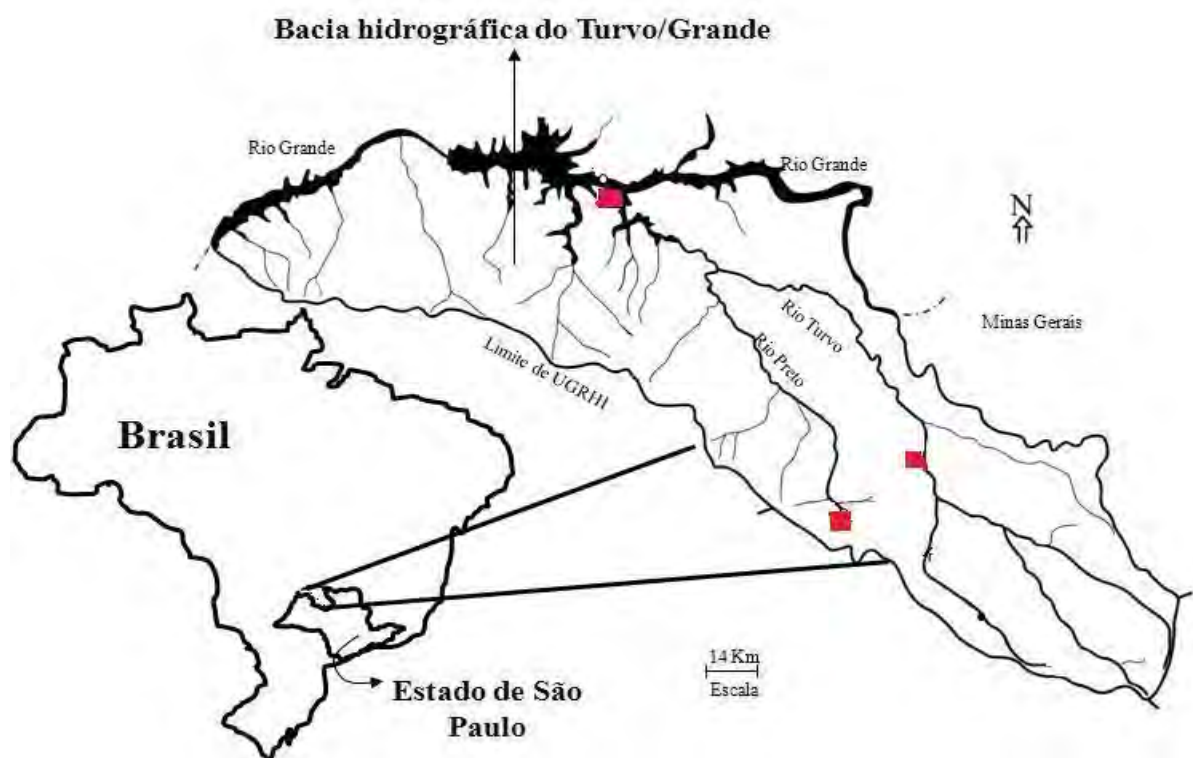 Bacia hidrográfica do Turvo/Grande
Rio Grande
Rio Grande
N
Minas Gerais
Rio Turvo
Rio Preto
Limite de UGRHI
Brasil
14 Km
Escala
Estado de São
Paulo